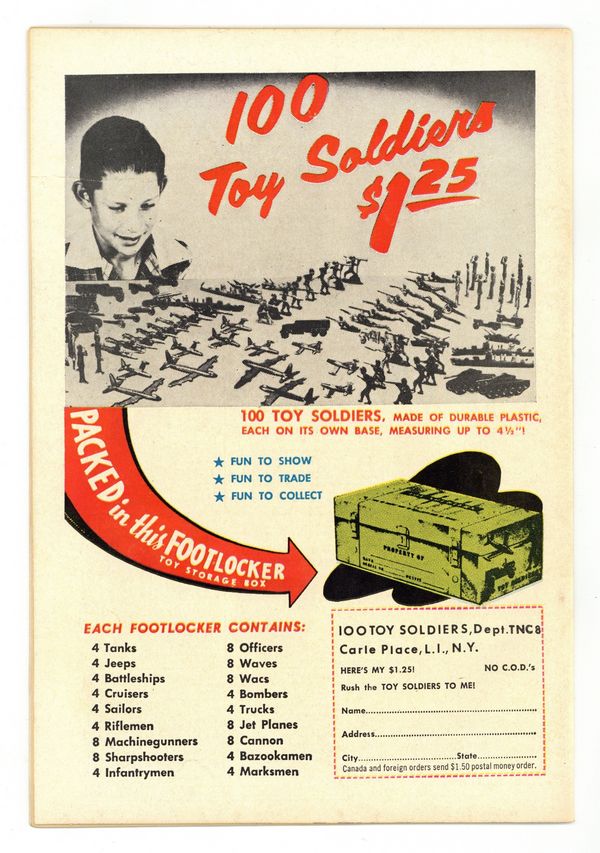 100
Toy Soldiers
$1.25
100 TOY SOLDIERS, MADE OF DURABLE PLASTIC,
EACH ON ITS OWN BASE, MEASURING UP TO 4½"!
★ FUN TO SHOW
★ FUN TO TRADE
★ FUN TO COLLECT
PACKED in this FOOTLOCKER
TOY STORAGE BOX
PROPERTY OF
TOY SOLDIERS
EACH FOOTLOCKER CONTAINS:
4 Tanks
4 Jeeps
4 Battleships
4 Cruisers
4 Sailors
4 Riflemen
8 Machinegunners
8 Sharpshooters
4 Infantrymen
8 Officers
8 Waves
8 Wacs
4 Bombers
4 Trucks
8 Jet Planes
8 Cannon
4 Bazookamen
4 Marksmen
100 TOY SOLDIERS, Dept. TNC8
Carle Place, L.I., N.Y.
HERE'S MY $1.25! NO C.O.D.'s
Rush the TOY SOLDIERS TO ME!
Name
Address
City State
Canada and foreign orders send $1.50 postal money order.